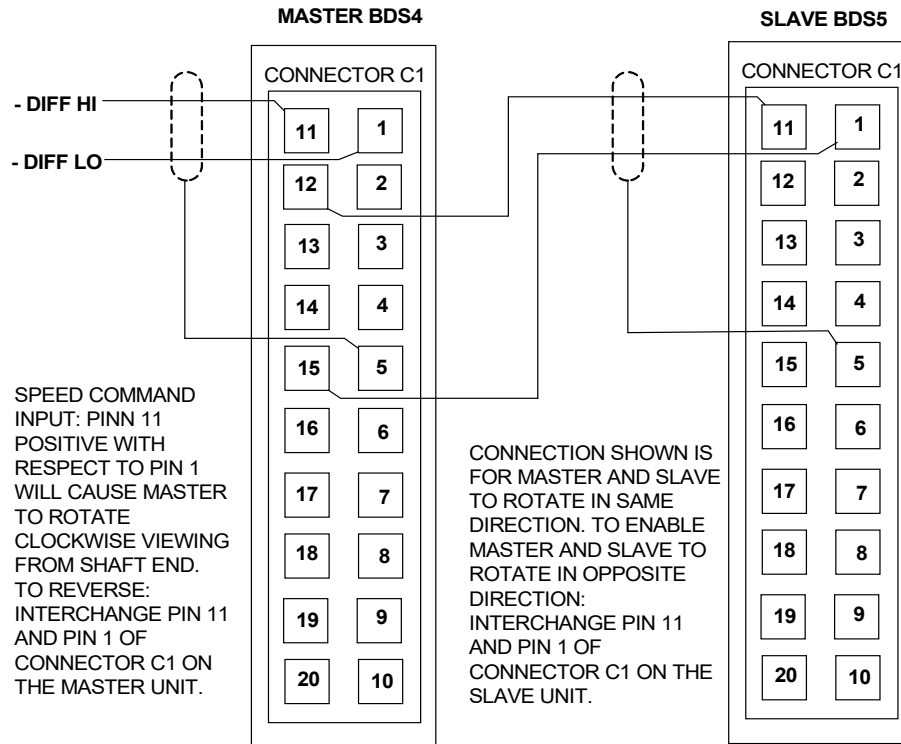 MASTER BDS4
SLAVE BDS5
CONNECTOR C1
CONNECTOR C1
- DIFF HI
- DIFF LO
11 1
12 2
13 3
14 4
15 5
16 6
17 7
18 8
19 9
20 10
11 1
12 2
13 3
14 4
15 5
16 6
17 7
18 8
19 9
20 10
SPEED COMMAND
INPUT: PINN 11
POSITIVE WITH
RESPECT TO PIN 1
WILL CAUSE MASTER
TO ROTATE
CLOCKWISE VIEWING
FROM SHAFT END.
TO REVERSE:
INTERCHANGE PIN 11
AND PIN 1 OF
CONNECTOR C1 ON
THE MASTER UNIT.
CONNECTION SHOWN IS
FOR MASTER AND SLAVE
TO ROTATE IN SAME
DIRECTION. TO ENABLE
MASTER AND SLAVE TO
ROTATE IN OPPOSITE
DIRECTION:
INTERCHANGE PIN 11
AND PIN 1 OF
CONNECTOR C1 ON THE
SLAVE UNIT.